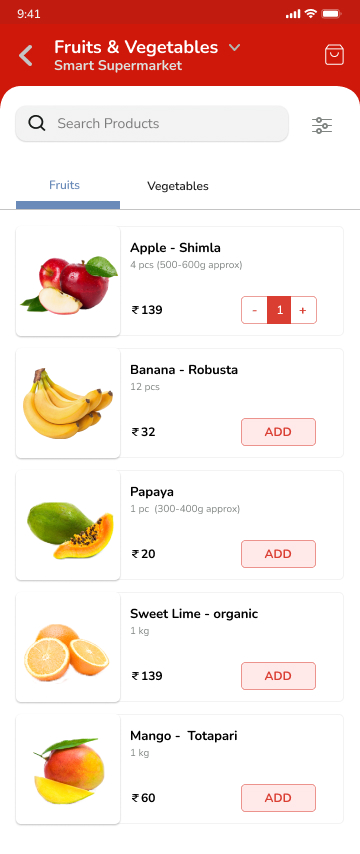 9:41
Fruits & Vegetables
Smart Supermarket
Search Products
Fruits
Vegetables
Apple - Shimla
4 pcs (500-600g approx)
₹ 139
- 1 +
Banana - Robusta
12 pcs
₹ 32
ADD
Papaya
1 pc (300-400g approx)
₹ 20
ADD
Sweet Lime - organic
1 kg
₹ 139
ADD
Mango - Totapari
1 kg
₹ 60
ADD